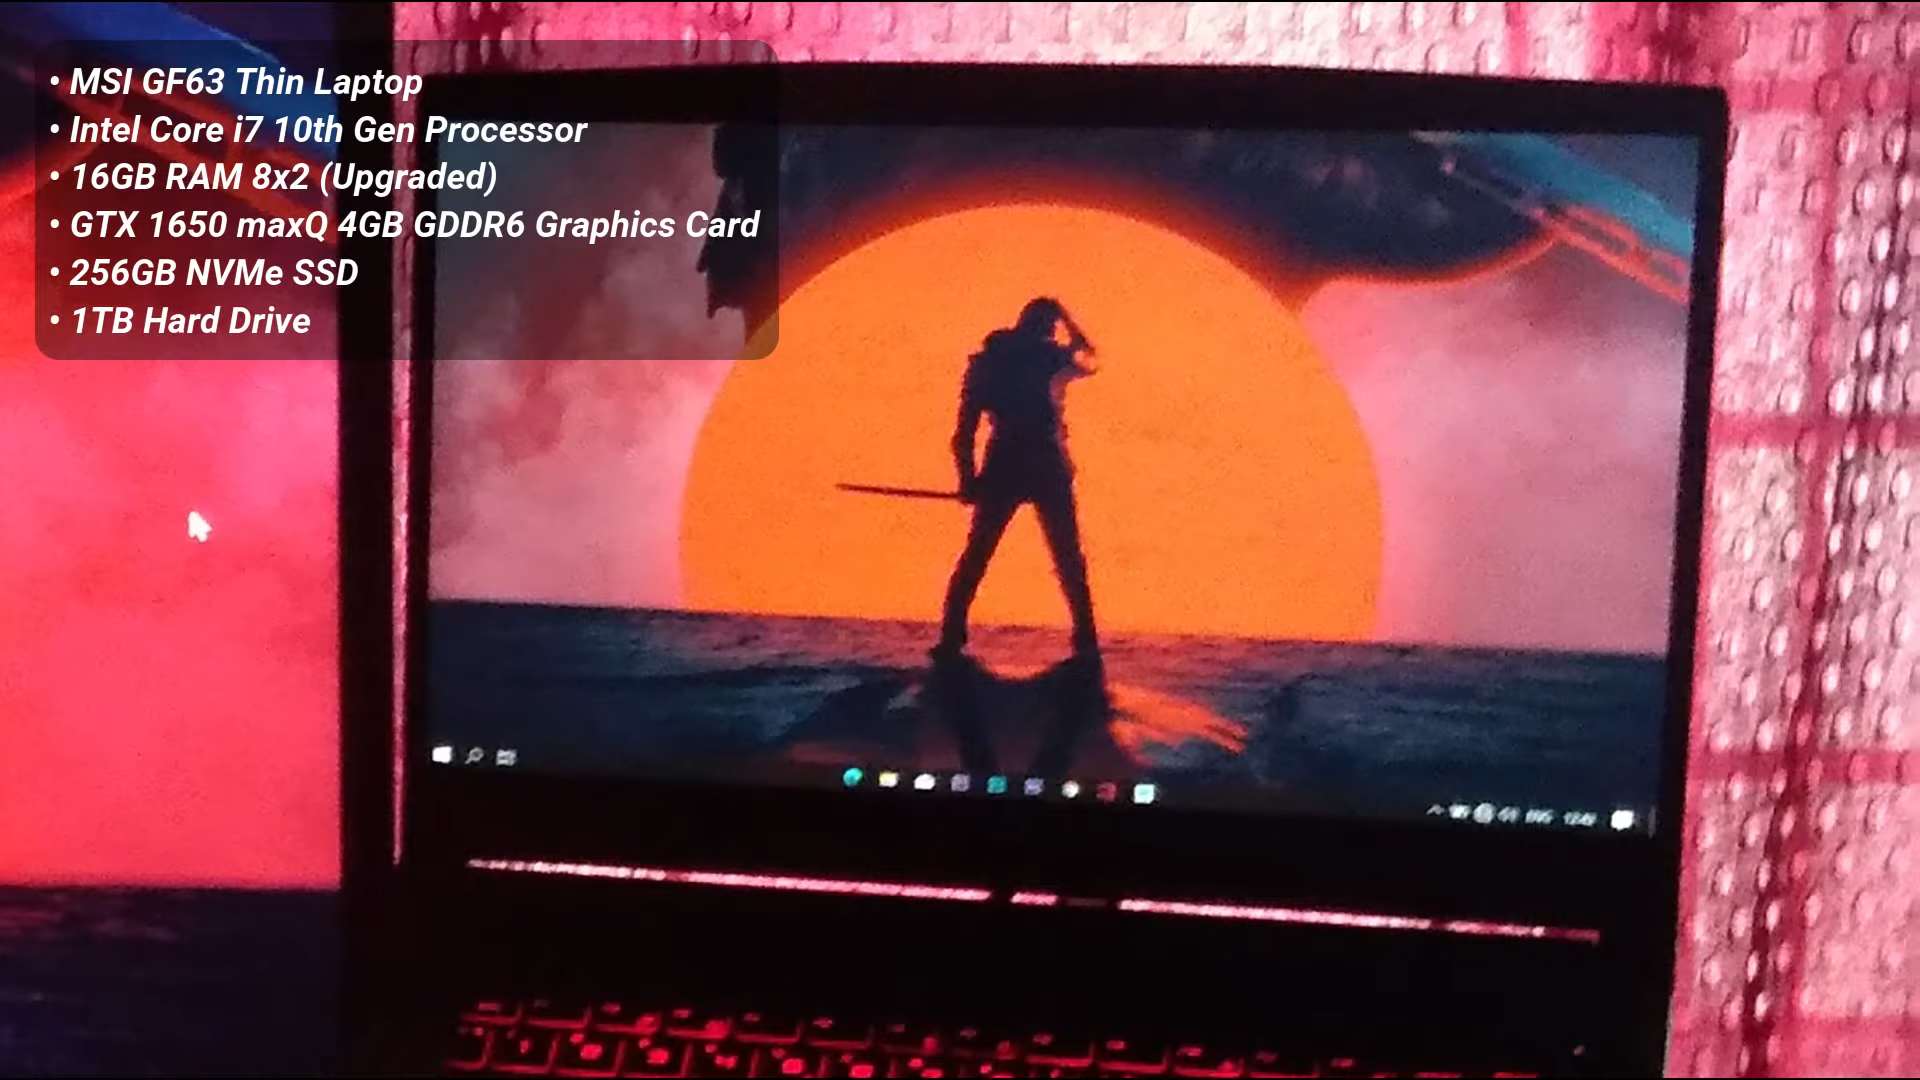 • MSI GF63 Thin Laptop
• Intel Core i7 10th Gen Processor
• 16GB RAM 8x2 (Upgraded)
• GTX 1650 maxQ 4GB GDDR6 Graphics Card
• 256GB NVMe SSD
• 1TB Hard Drive